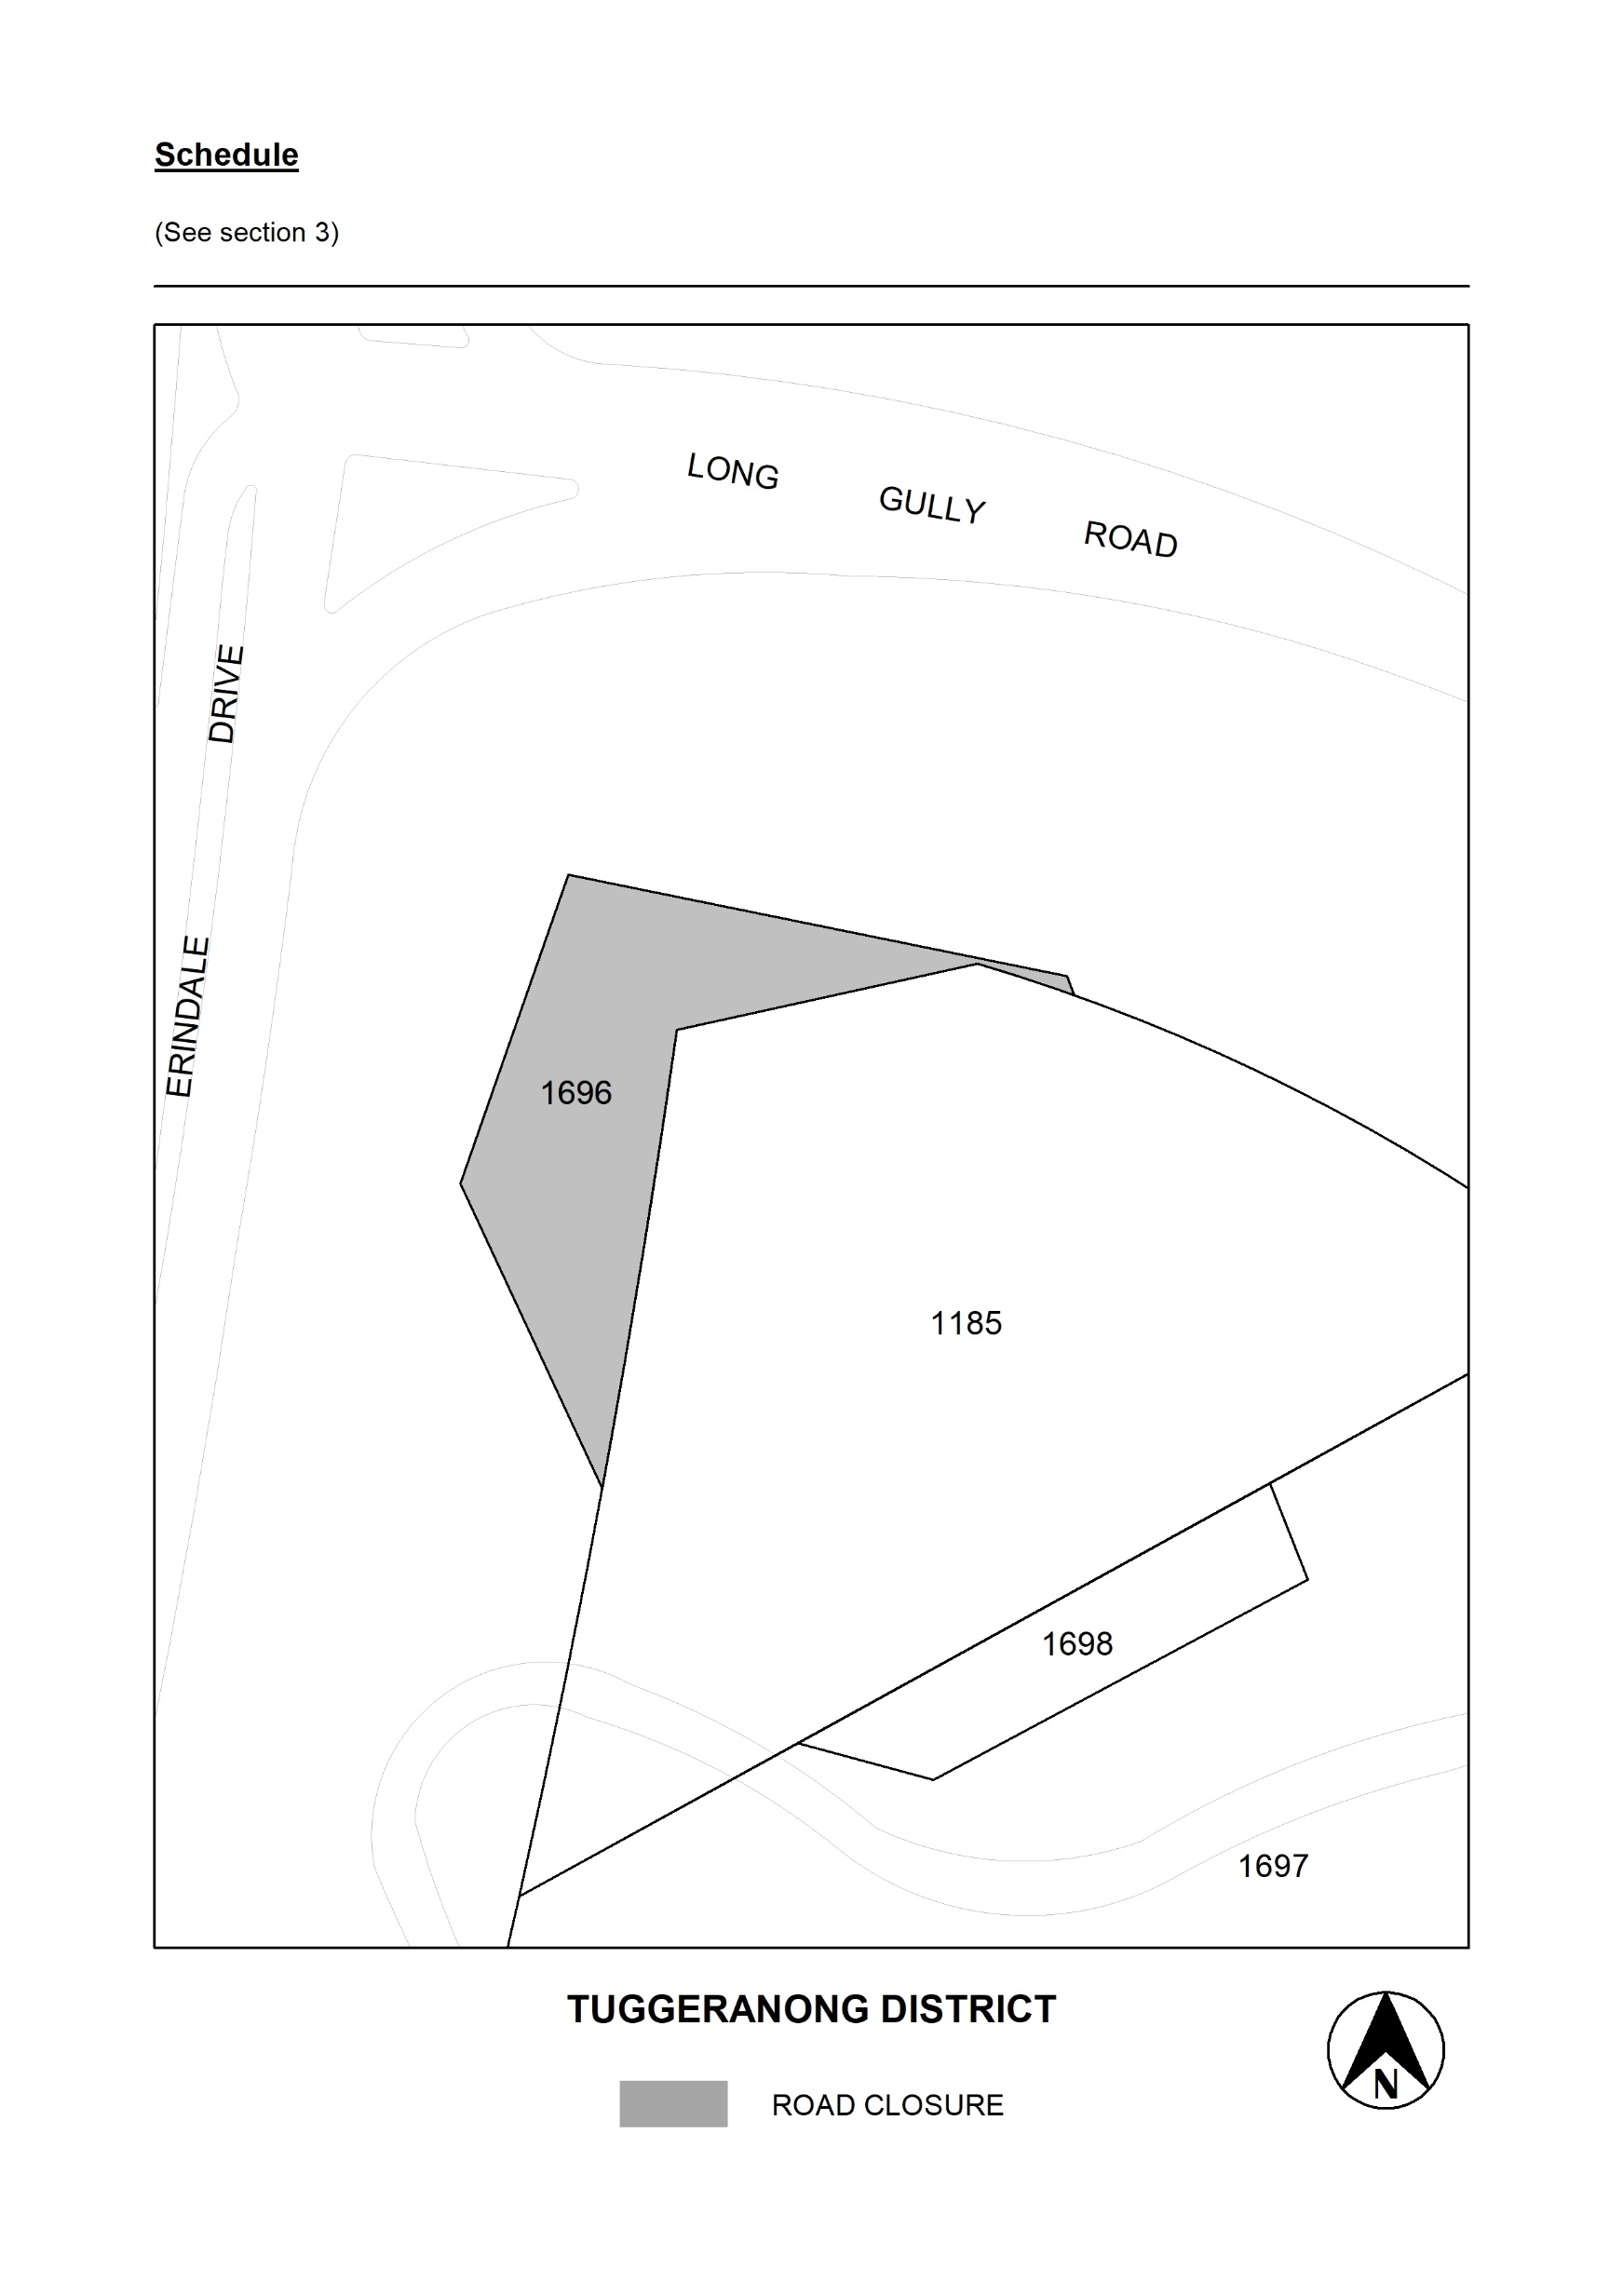 Schedule
(See section 3)
LONG GULLY ROAD
DRIVE
ERINDALE
1696
1185
1698
1697
TUGGERANONG DISTRICT
N
ROAD CLOSURE